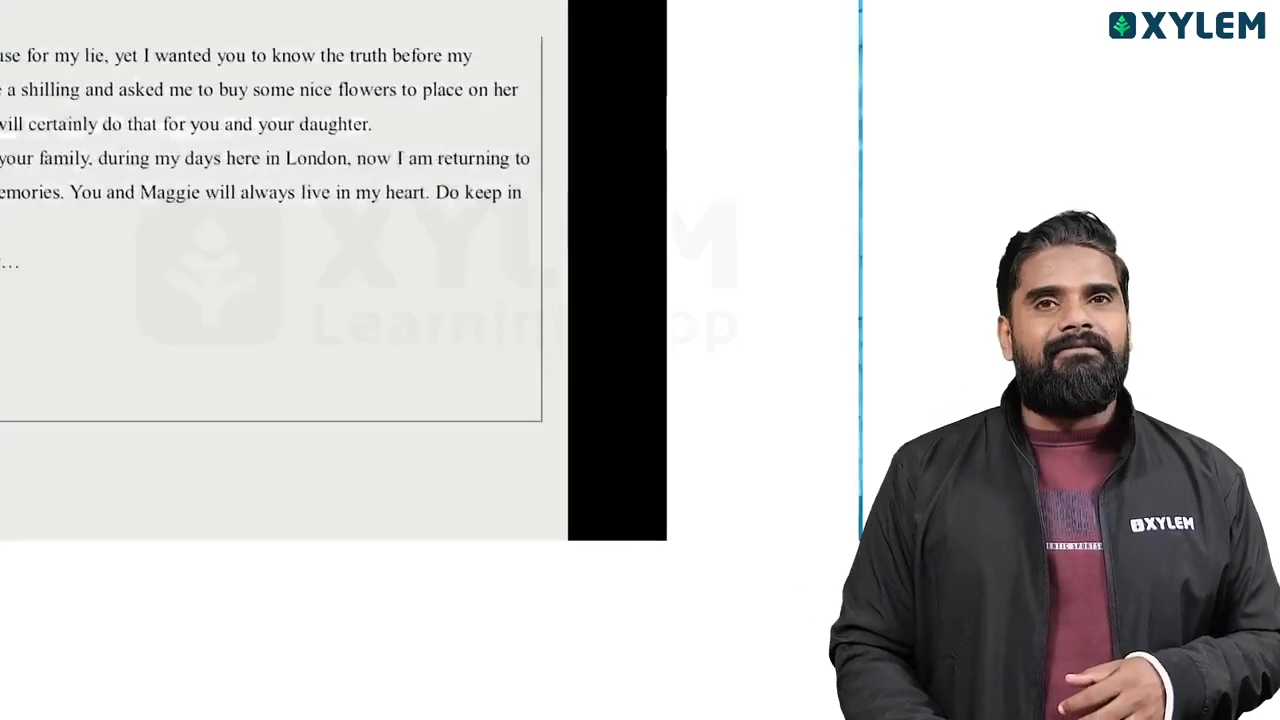 XYLEM
for my lie, yet I wanted you to know the truth before my
a shilling and asked me to buy some nice flowers to place on her
will certainly do that for you and your daughter.
your family, during my days here in London, now I am returning to
You and Maggie will always live in my heart. Do keep in
…
XYLEM
XYLEM